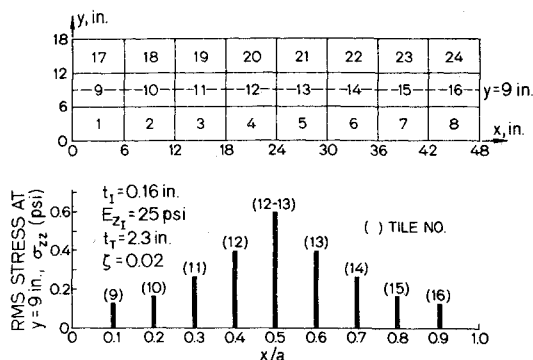 y, in.
18
17 18 19 20 21 22 23 24
12
9 10 11 12 13 14 15 16 y=9 in.
6
1 2 3 4 5 6 7 8 x, in.
0
0 6 12 18 24 30 36 42 48
RMS STRESS AT
y=9 in., σzz (psi)
t_I=0.16 in.
E_{Z_I}=25 psi
t_T=2.3 in.
ζ=0.02
( ) TILE NO.
0.6
0.4
0.2
0
(9) (10) (11) (12) (12-13) (13) (14) (15) (16)
0 0.1 0.2 0.3 0.4 0.5 0.6 0.7 0.8 0.9 1.0
x/a